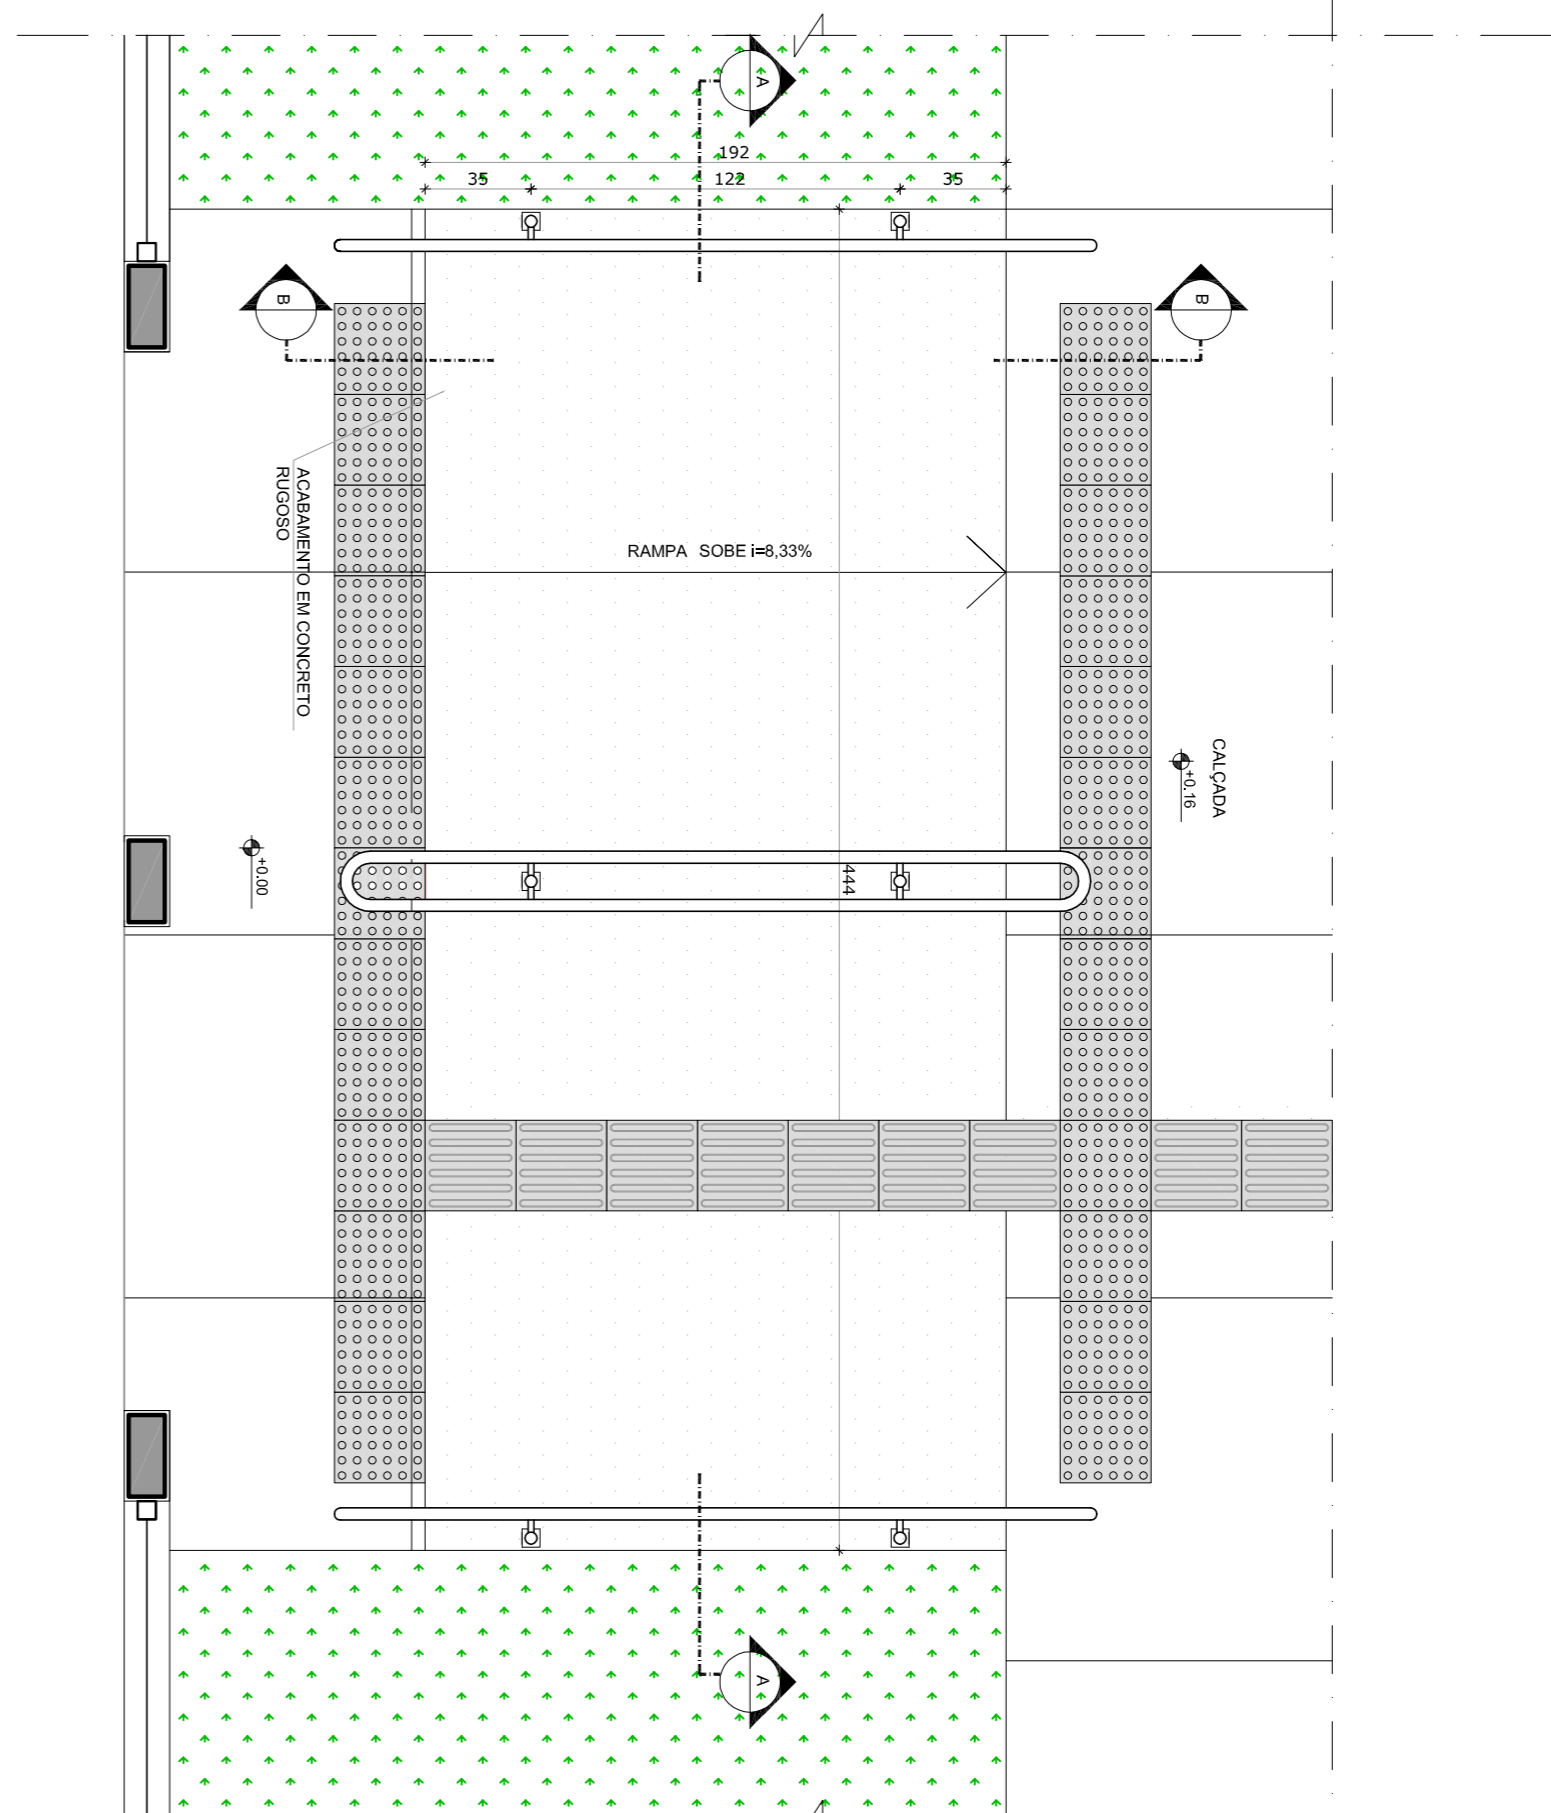 A
192
35
122
35
B
B
ACABAMENTO EM CONCRETO
RUGOSO
RAMPA SOBE i=8,33%
CALÇADA
+0.16
+0.00
444
A